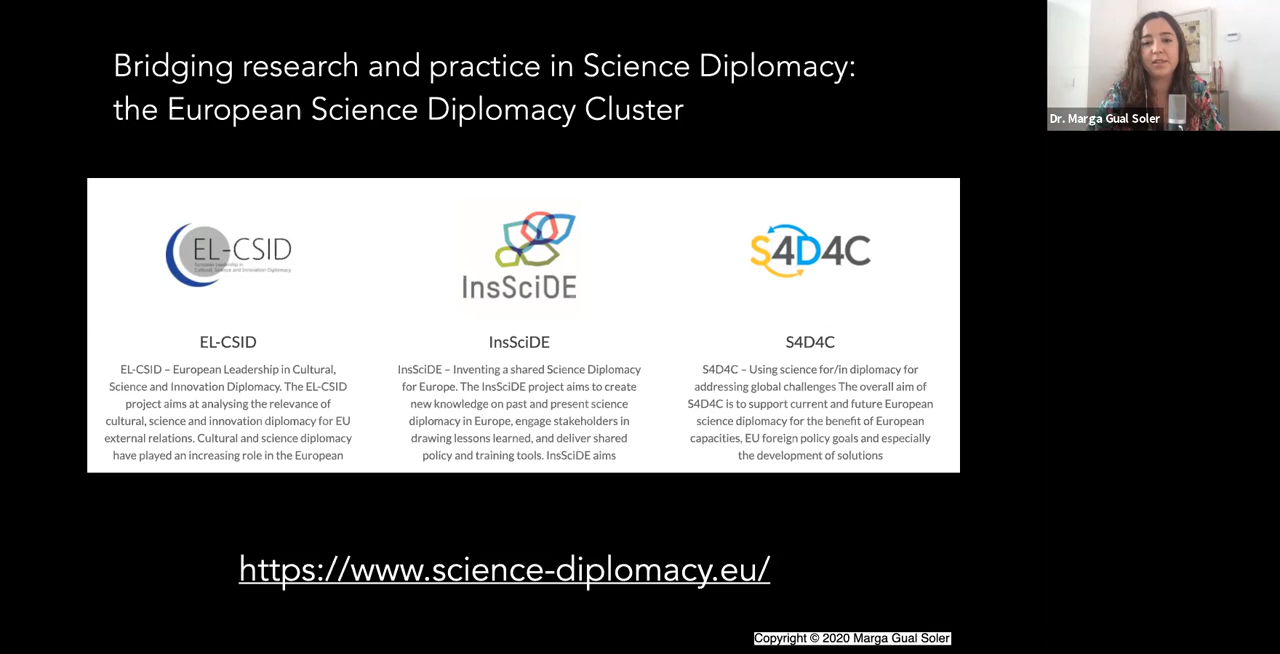 Bridging research and practice in Science Diplomacy:
the European Science Diplomacy Cluster
Dr. Marga Gual Soler
EL-CSID
European Leadership in
Cultural, Science and Innovation Diplomacy
InsSciDE
S4D4C
EL-CSID
EL-CSID – European Leadership in Cultural,
Science and Innovation Diplomacy. The EL-CSID
project aims at analysing the relevance of
cultural, science and innovation diplomacy for EU
external relations. Cultural and science diplomacy
have played an increasing role in the European
InsSciDE
InsSciDE – Inventing a shared Science Diplomacy
for Europe. The InsSciDE project aims to create
new knowledge on past and present science
diplomacy in Europe, engage stakeholders in
drawing lessons learned, and deliver shared
policy and training tools. InsSciDE aims
S4D4C
S4D4C – Using science for/in diplomacy for
addressing global challenges The overall aim of
S4D4C is to support current and future European
science diplomacy for the benefit of European
capacities, EU foreign policy goals and especially
the development of solutions
https://www.science-diplomacy.eu/
Copyright © 2020 Marga Gual Soler